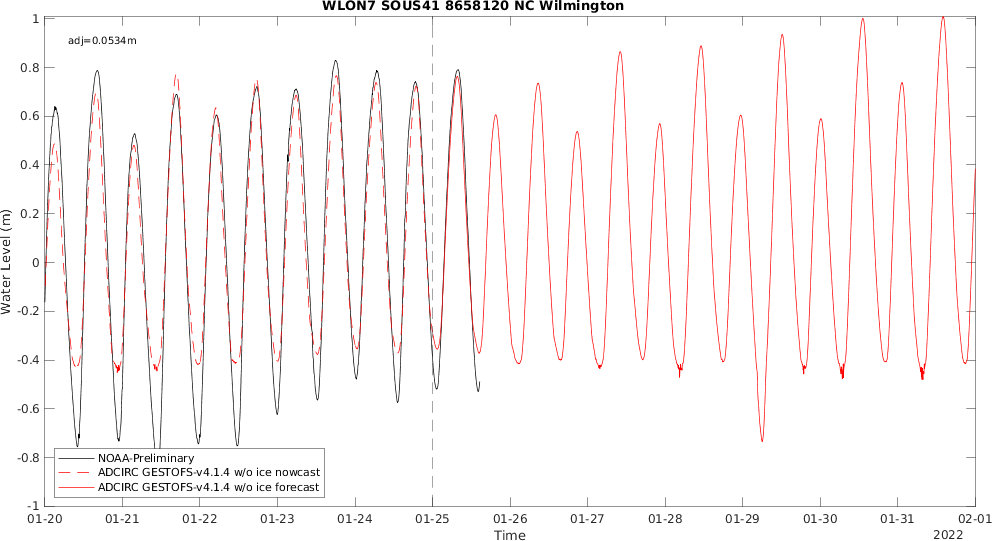 WLON7 SOUS41 8658120 NC Wilmington
adj=0.0534m
1
0.8
0.6
0.4
0.2
0
-0.2
-0.4
-0.6
-0.8
-1
Water Level (m)
NOAA-Preliminary
ADCIRC GESTOFS-v4.1.4 w/o ice nowcast
ADCIRC GESTOFS-v4.1.4 w/o ice forecast
01-20 01-21 01-22 01-23 01-24 01-25 01-26 01-27 01-28 01-29 01-30 01-31 02-01
Time
2022